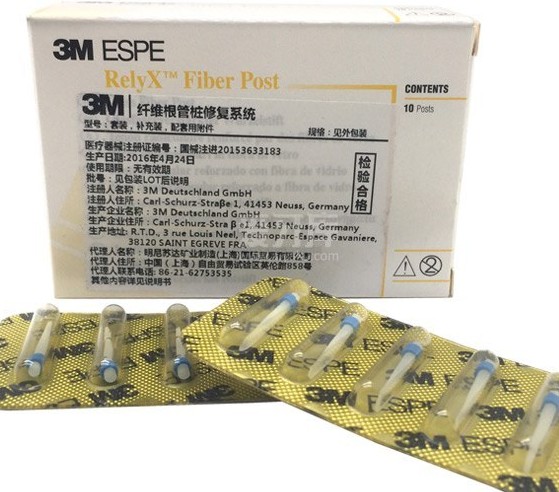 3M ESPE
RelyX™ Fiber Post
CONTENTS
10 Posts
3M 纤维根管桩修复系统
型号：套装，补充装，配套用附件
规格：见外包装
医疗器械注册证编号：国械注进20153633183
生产日期：2016年4月24日
使用期限：无有效期
批号：见包装LOT后说明
注册人名称：3M Deutschland GmbH
注册人住所：Carl-Schurz-Straße 1, 41453 Neuss, Germany
生产企业名称：3M Deutschland GmbH
生产企业住所：Carl-Schurz-Straße 1, 41453 Neuss, Germany
生产地址：R.T.D., 3 rue Louis Neel, Technoparc Espace Gavaniere,
38120 SAINT EGREVE FRA
代理人名称：明尼苏达矿业制造(上海)国际贸易有限公司
代理人住所：中国（上海）自由贸易试验区英伦路858号
代理人联系电话：86-21-62753535
其他内容详见说明书
检验合格
3M ESPE
3M ESPE
3M ESPE
3M ESPE